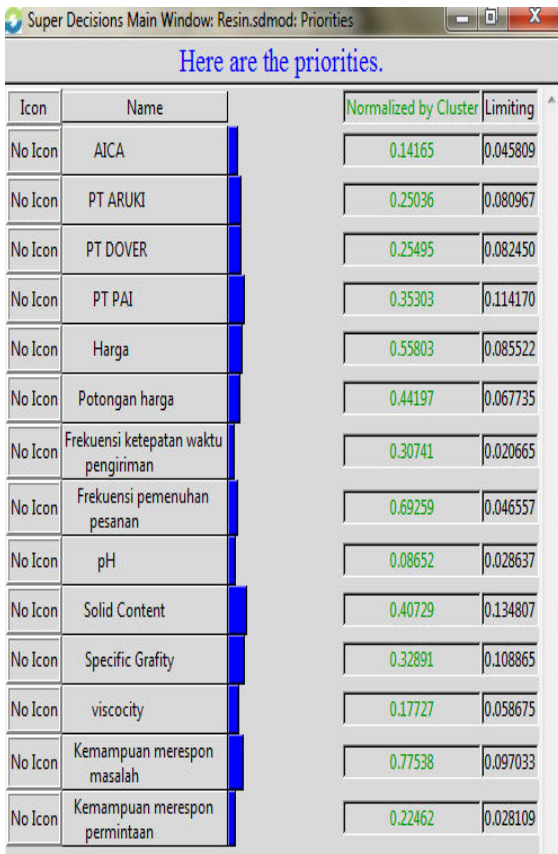 Super Decisions Main Window: Resin.sdmod: Priorities
Here are the priorities.
Icon Name Normalized by Cluster Limiting
No Icon AICA 0.14165 0.045809
No Icon PT ARUKI 0.25036 0.080967
No Icon PT DOVER 0.25495 0.082450
No Icon PT PAI 0.35303 0.114170
No Icon Harga 0.55803 0.085522
No Icon Potongan harga 0.44197 0.067735
No Icon Frekuensi ketepatan waktu
pengiriman 0.30741 0.020665
No Icon Frekuensi pemenuhan
pesanan 0.69259 0.046557
No Icon pH 0.08652 0.028637
No Icon Solid Content 0.40729 0.134807
No Icon Specific Grafity 0.32891 0.108865
No Icon viscocity 0.17727 0.058675
No Icon Kemampuan merespon
masalah 0.77538 0.097033
No Icon Kemampuan merespon
permintaan 0.22462 0.028109